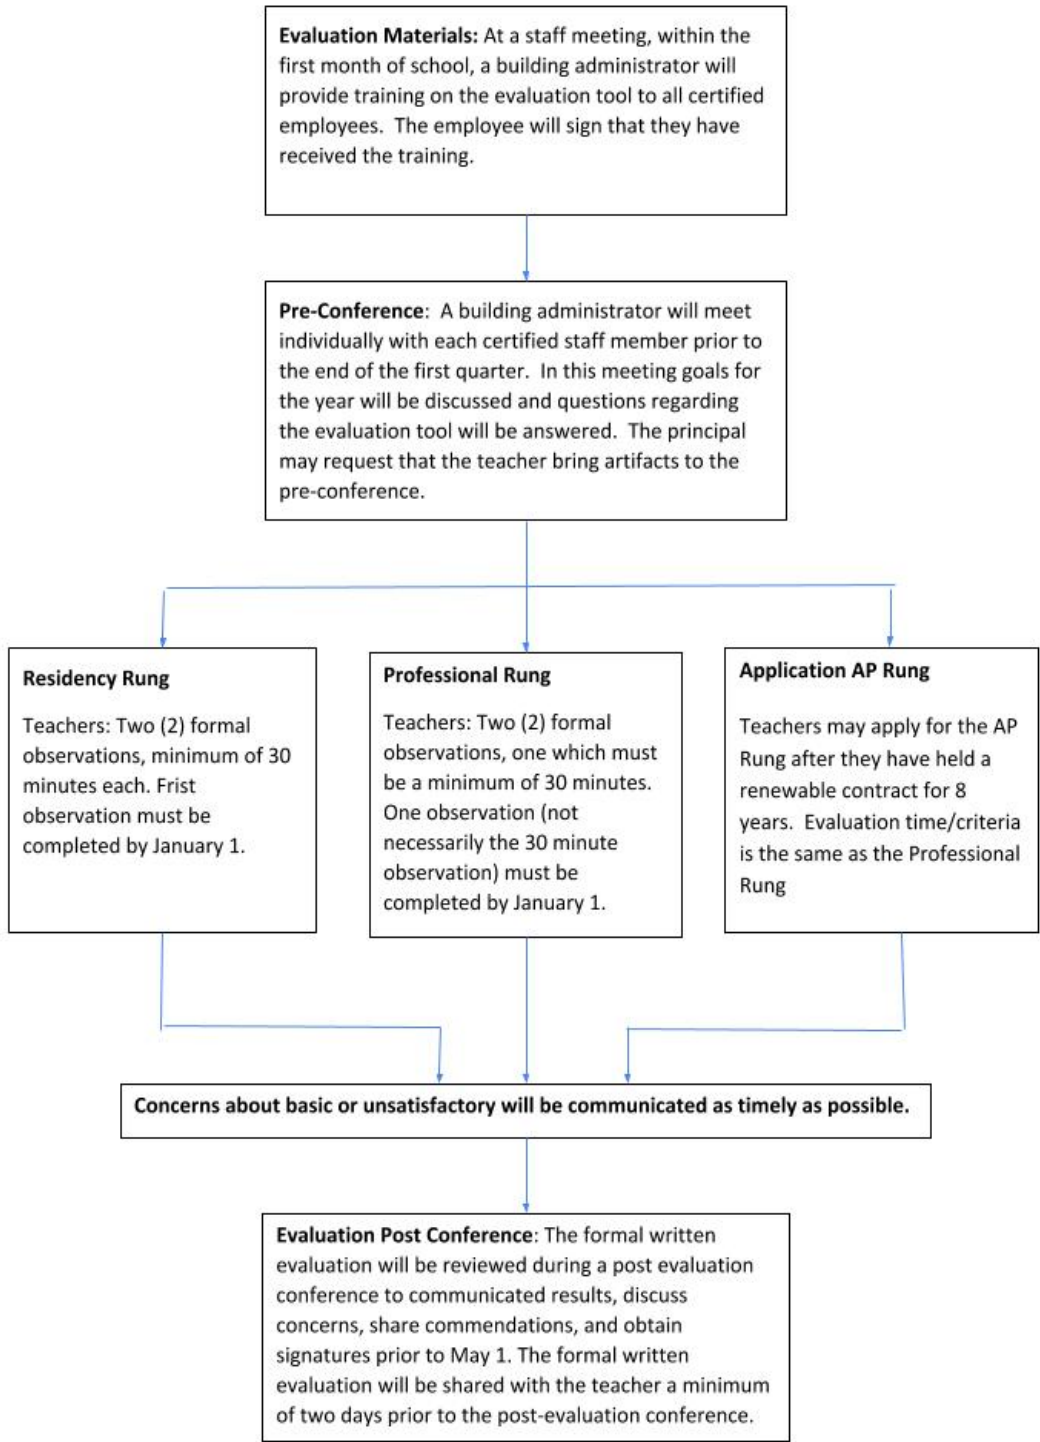 Evaluation Materials: At a staff meeting, within the
first month of school, a building administrator will
provide training on the evaluation tool to all certified
employees. The employee will sign that they have
received the training.
Pre-Conference: A building administrator will meet
individually with each certified staff member prior to
the end of the first quarter. In this meeting goals for
the year will be discussed and questions regarding
the evaluation tool will be answered. The principal
may request that the teacher bring artifacts to the
pre-conference.
Residency Rung
Teachers: Two (2) formal
observations, minimum of 30
minutes each. Frist
observation must be
completed by January 1.
Professional Rung
Teachers: Two (2) formal
observations, one which must
be a minimum of 30 minutes.
One observation (not
necessarily the 30 minute
observation) must be
completed by January 1.
Application AP Rung
Teachers may apply for the AP
Rung after they have held a
renewable contract for 8
years. Evaluation time/criteria
is the same as the Professional
Rung
Concerns about basic or unsatisfactory will be communicated as timely as possible.
Evaluation Post Conference: The formal written
evaluation will be reviewed during a post evaluation
conference to communicated results, discuss
concerns, share commendations, and obtain
signatures prior to May 1. The formal written
evaluation will be shared with the teacher a minimum
of two days prior to the post-evaluation conference.